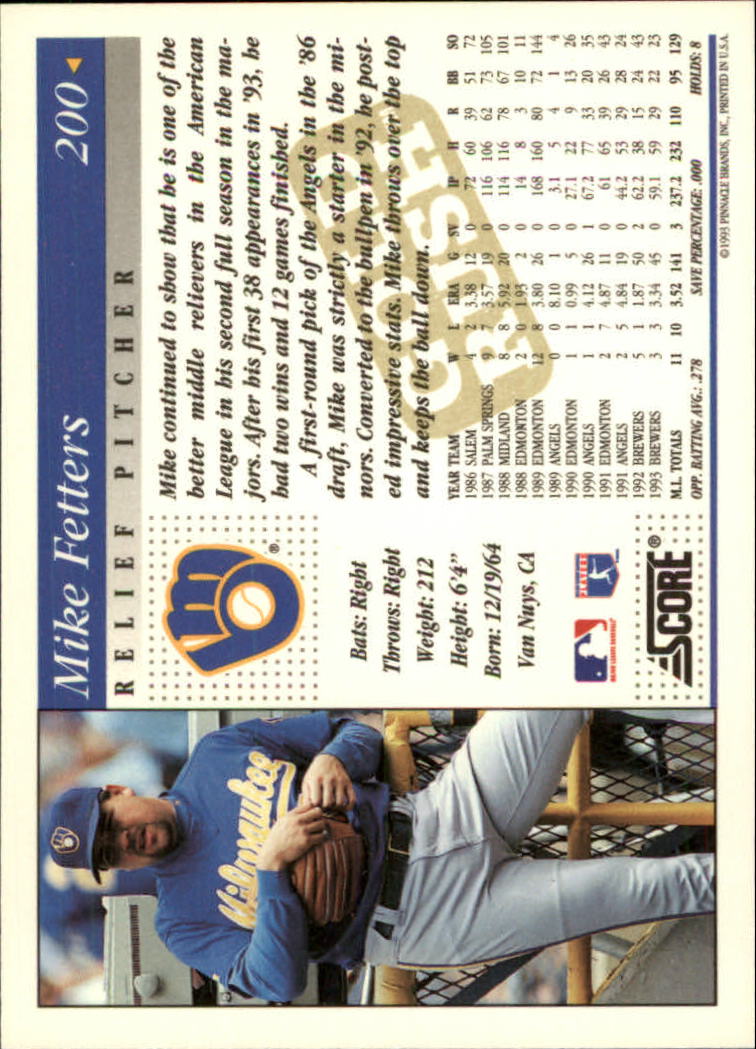 Mike Fetters 200
RELIEF PITCHER
Milwaukee
®
Bats: Right
Throws: Right
Weight: 212
Height: 6'4"
Born: 12/19/64
Van Nuys, CA
PLAYERS
SCORE
Mike continued to show that he is one of the
better middle relievers in the American
League in his second full season in the ma-
jors. After his first 38 appearances in '93, he
had two wins and 12 games finished.
A first-round pick of the Angels in the '86
draft, Mike was strictly a starter in the mi-
nors. Converted to the bullpen in '92, he post-
ed impressive stats. Mike throws over the top
and keeps the ball down.
GOLD
RUSH
YEAR TEAM W L ERA G SV IP H R BB SO
1986 SALEM 4 2 3.38 12 0 72 60 39 51 72
1987 PALM SPRINGS 9 7 3.57 19 0 116 106 62 73 105
1988 MIDLAND 8 8 5.92 20 0 114 116 78 67 101
1988 EDMONTON 2 0 1.93 2 0 14 8 3 10 11
1989 EDMONTON 12 8 3.80 26 0 168 160 80 72 144
1989 ANGELS 0 0 8.10 1 0 3.1 5 4 1 4
1990 EDMONTON 1 1 0.99 5 0 27.1 22 9 13 26
1990 ANGELS 1 1 4.12 26 1 67.2 77 33 20 35
1991 EDMONTON 2 7 4.87 11 0 61 65 39 26 43
1991 ANGELS 2 5 4.84 19 0 44.2 53 29 28 24
1992 BREWERS 5 1 1.87 50 2 62.2 38 15 24 43
1993 BREWERS 3 3 3.34 45 0 59.1 59 29 22 23
M.L. TOTALS 11 10 3.52 141 3 237.2 232 110 95 129
OPP. BATTING AVG.: .278 SAVE PERCENTAGE: .000 HOLDS: 8
©1993 PINNACLE BRANDS, INC., PRINTED IN U.S.A.